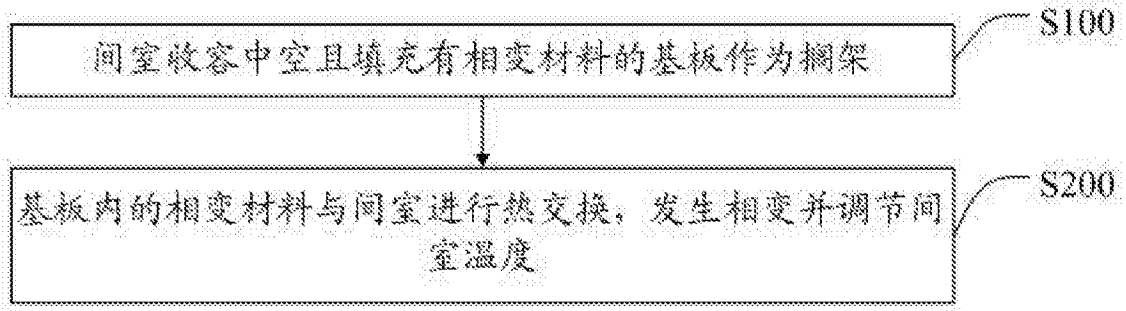 S100
间室收容中空且填充有相变材料的基板作为搁架
S200
基板内的相变材料与间室进行热交换，发生相变并调节间
室温度